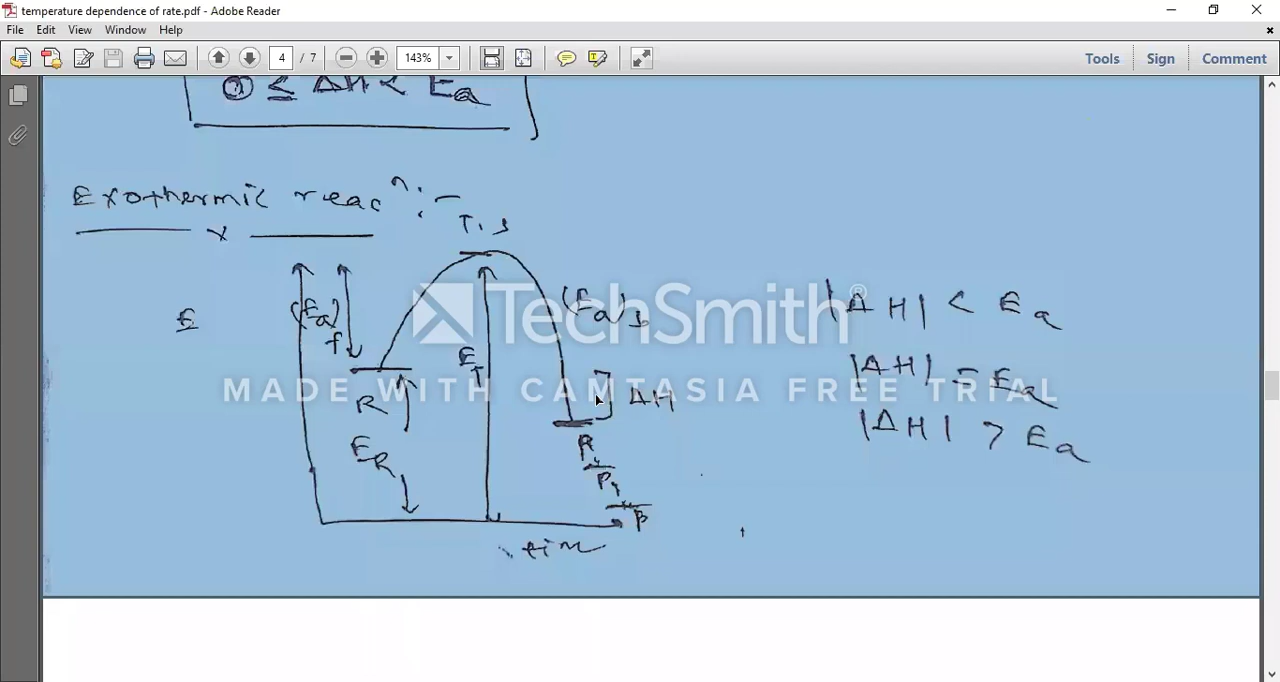 temperature dependence of rate.pdf - Adobe Reader
File Edit View Window Help
4 / 7 143% Tools Sign Comment
0 ≤ ΔH < Ea
Exothermic reacⁿ :-
T.S
E
(Ea)f
(Ea)b
|ΔH| < Ea
TechSmith®
MADE WITH CAMTASIA FREE TRIAL
|ΔH| = Ea
R
ET
ΔH
|ΔH| > Ea
ER
P1
P
time